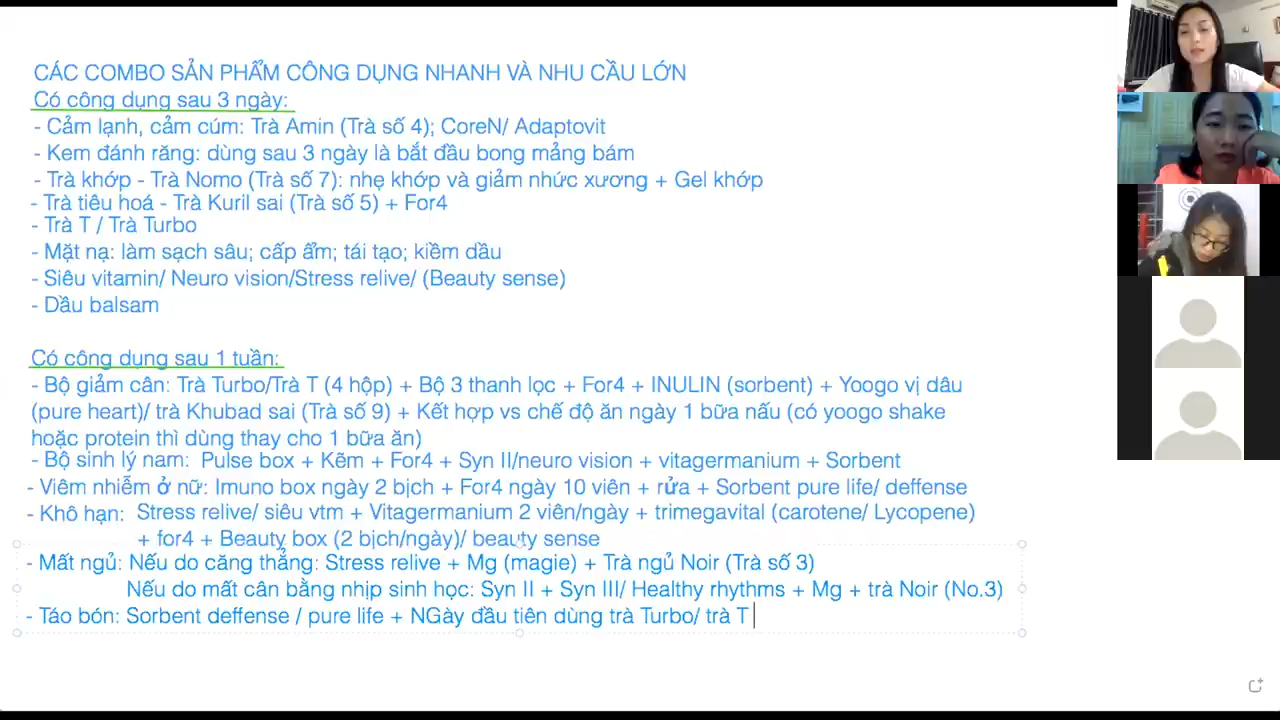 CÁC COMBO SẢN PHẨM CÔNG DỤNG NHANH VÀ NHU CẦU LỚN
Có công dụng sau 3 ngày:
- Cảm lạnh, cảm cúm: Trà Amin (Trà số 4); CoreN/ Adaptovit
- Kem đánh răng: dùng sau 3 ngày là bắt đầu bong mảng bám
- Trà khớp - Trà Nomo (Trà số 7): nhẹ khớp và giảm nhức xương + Gel khớp
- Trà tiêu hoá - Trà Kuril sai (Trà số 5) + For4
- Trà T / Trà Turbo
- Mặt nạ: làm sạch sâu; cấp ẩm; tái tạo; kiềm dầu
- Siêu vitamin/ Neuro vision/Stress relive/ (Beauty sense)
- Dầu balsam
Có công dụng sau 1 tuần:
- Bộ giảm cân: Trà Turbo/Trà T (4 hộp) + Bộ 3 thanh lọc + For4 + INULIN (sorbent) + Yoogo vị dâu
(pure heart)/ trà Khubad sai (Trà số 9) + Kết hợp vs chế độ ăn ngày 1 bữa nấu (có yoogo shake
hoặc protein thì dùng thay cho 1 bữa ăn)
- Bộ sinh lý nam: Pulse box + Kẽm + For4 + Syn II/neuro vision + vitagermanium + Sorbent
- Viêm nhiễm ở nữ: Imuno box ngày 2 bịch + For4 ngày 10 viên + rửa + Sorbent pure life/ deffense
- Khô hạn: Stress relive/ siêu vtm + Vitagermanium 2 viên/ngày + trimegavital (carotene/ Lycopene)
+ for4 + Beauty box (2 bịch/ngày)/ beauty sense
- Mất ngủ: Nếu do căng thẳng: Stress relive + Mg (magie) + Trà ngủ Noir (Trà số 3)
Nếu do mất cân bằng nhịp sinh học: Syn II + Syn III/ Healthy rhythms + Mg + trà Noir (No.3)
- Táo bón: Sorbent deffense / pure life + NGày đầu tiên dùng trà Turbo/ trà T